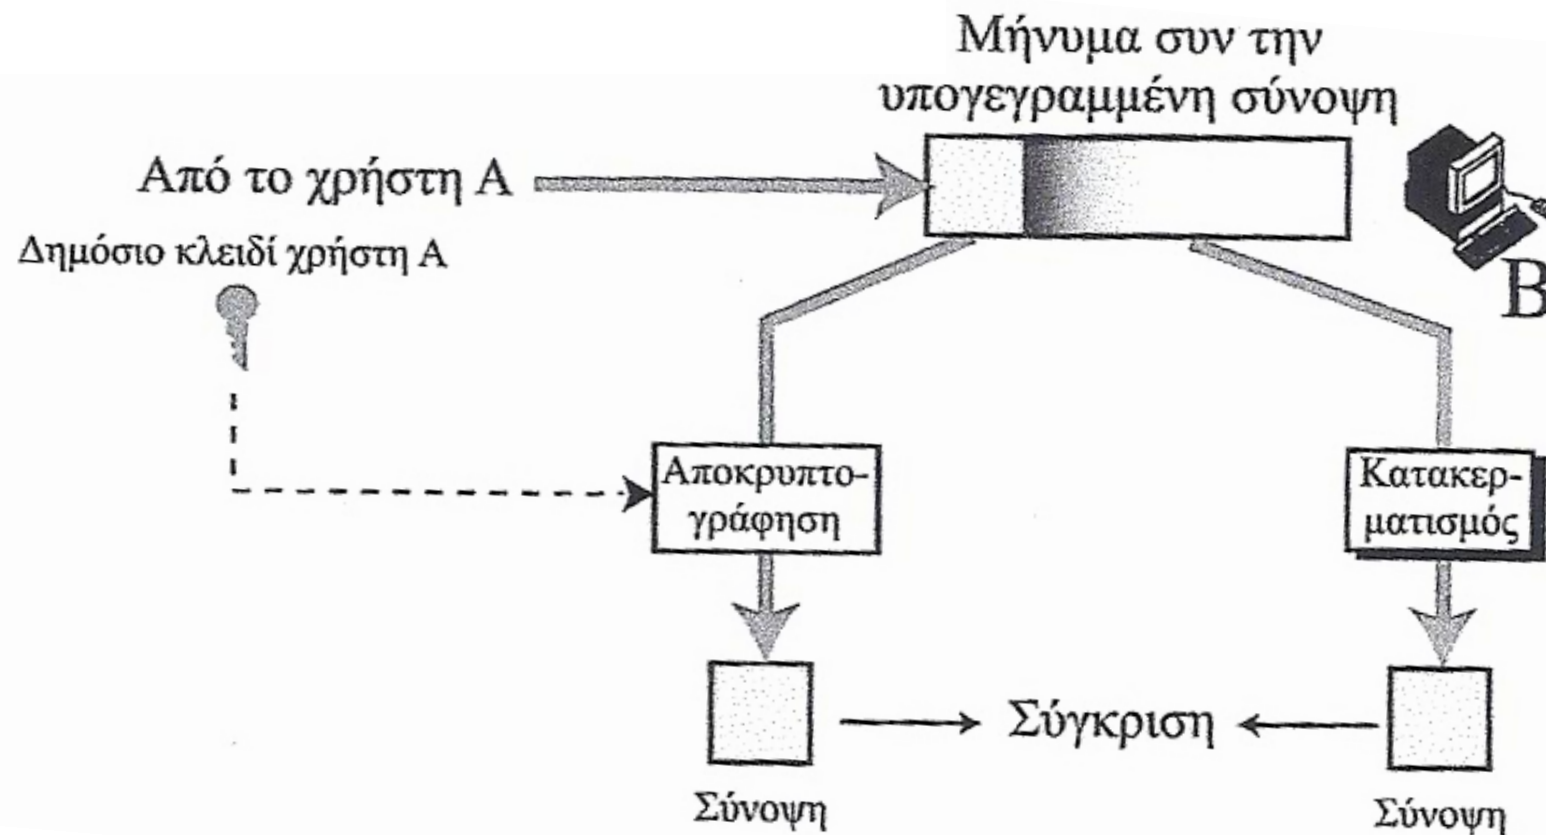 Μήνυμα συν την
υπογεγραμμένη σύνοψη
Από το χρήστη Α
Δημόσιο κλειδί χρήστη Α
Β
Αποκρυπτο-
γράφηση
Κατακερ-
ματισμός
Σύγκριση
Σύνοψη
Σύνοψη